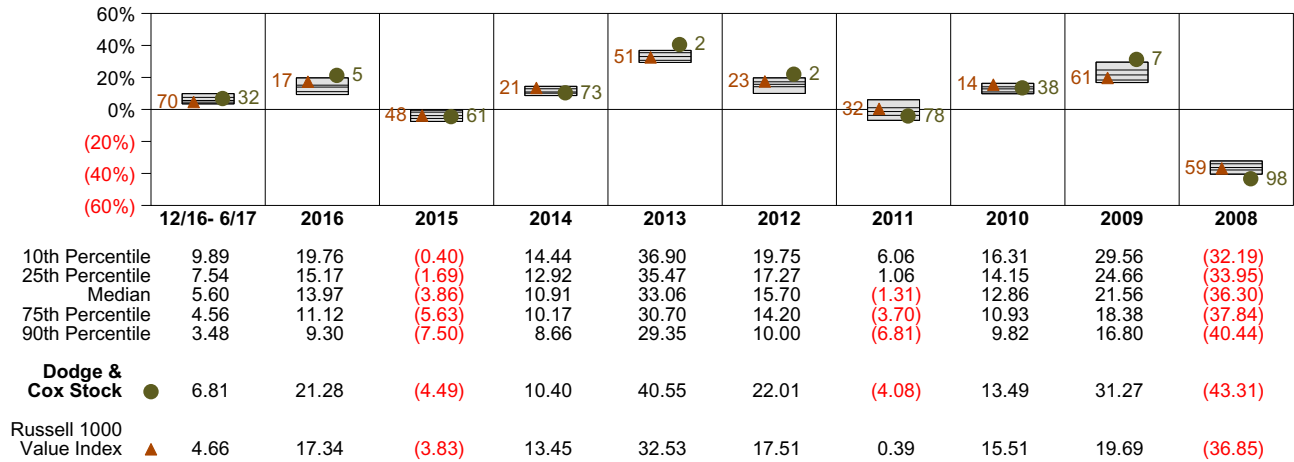 60%
40%
20%
0%
(20%)
(40%)
(60%)
70 32
17 5
48 61
21 73
51 2
23 2
32 78
14 38
61 7
59 98
12/16- 6/17 2016 2015 2014 2013 2012 2011 2010 2009 2008
10th Percentile 9.89 19.76 (0.40) 14.44 36.90 19.75 6.06 16.31 29.56 (32.19)
25th Percentile 7.54 15.17 (1.69) 12.92 35.47 17.27 1.06 14.15 24.66 (33.95)
Median 5.60 13.97 (3.86) 10.91 33.06 15.70 (1.31) 12.86 21.56 (36.30)
75th Percentile 4.56 11.12 (5.63) 10.17 30.70 14.20 (3.70) 10.93 18.38 (37.84)
90th Percentile 3.48 9.30 (7.50) 8.66 29.35 10.00 (6.81) 9.82 16.80 (40.44)
Dodge &
Cox Stock 6.81 21.28 (4.49) 10.40 40.55 22.01 (4.08) 13.49 31.27 (43.31)
Russell 1000
Value Index 4.66 17.34 (3.83) 13.45 32.53 17.51 0.39 15.51 19.69 (36.85)